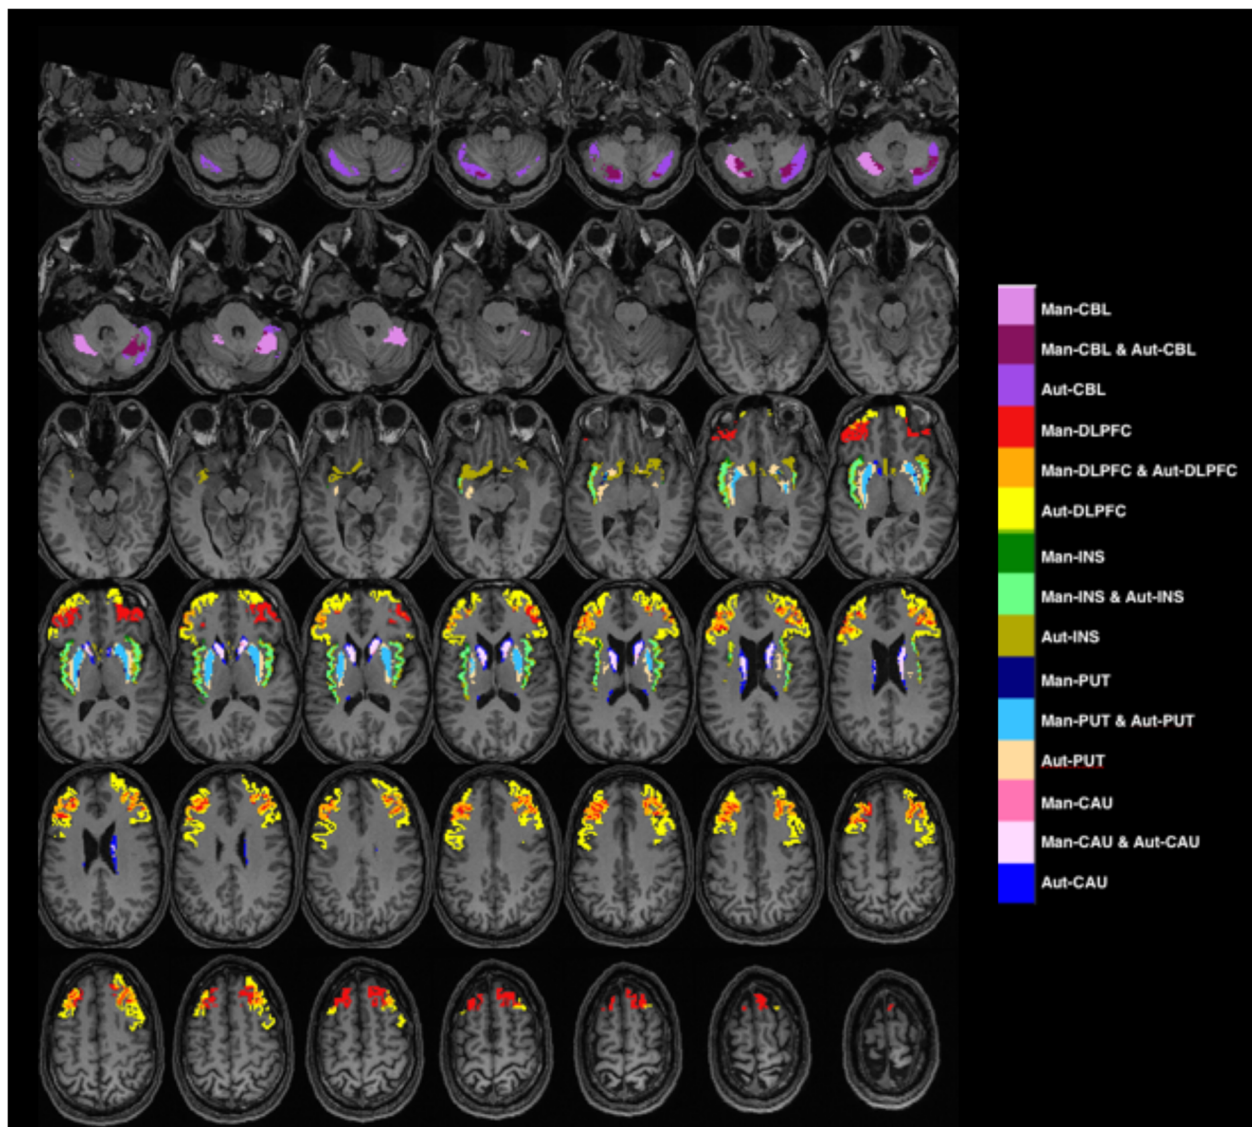 Man-CBL
Man-CBL & Aut-CBL
Aut-CBL
Man-DLPFC
Man-DLPFC & Aut-DLPFC
Aut-DLPFC
Man-INS
Man-INS & Aut-INS
Aut-INS
Man-PUT
Man-PUT & Aut-PUT
Aut-PUT
Man-CAU
Man-CAU & Aut-CAU
Aut-CAU